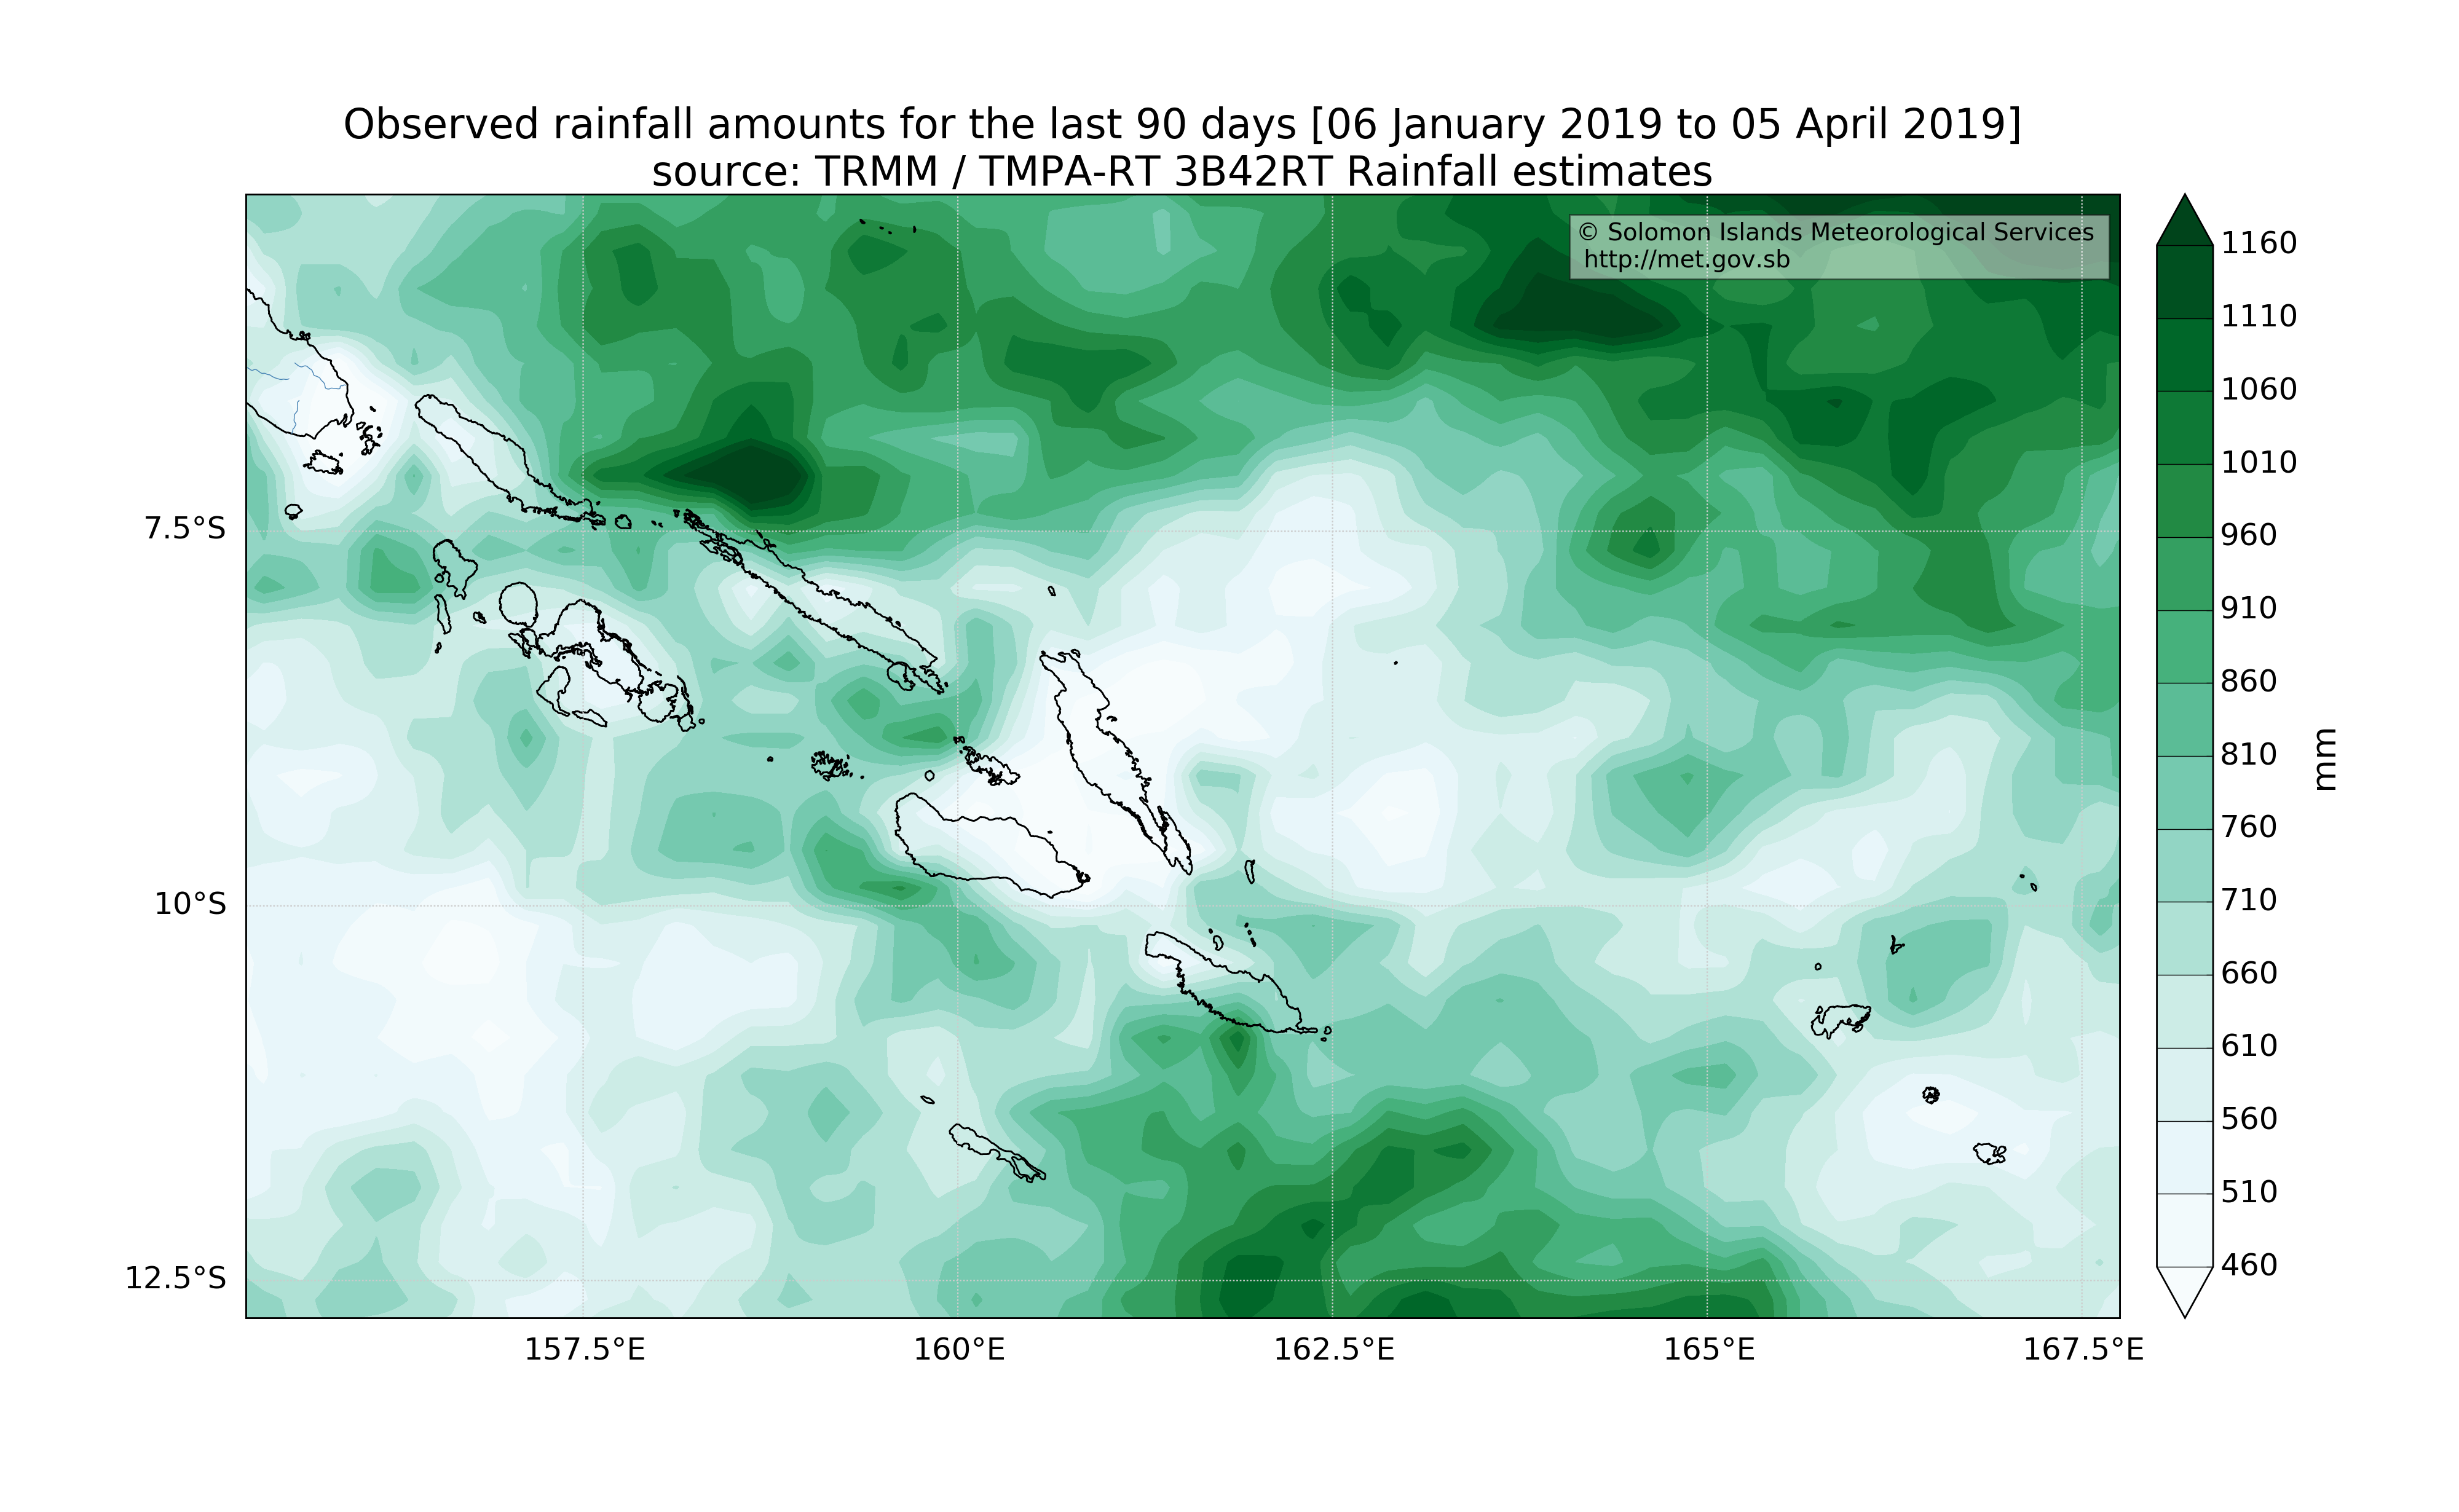 Observed rainfall amounts for the last 90 days [06 January 2019 to 05 April 2019]
source: TRMM / TMPA-RT 3B42RT Rainfall estimates
© Solomon Islands Meteorological Services
http://met.gov.sb
7.5°S
10°S
12.5°S
157.5°E
160°E
162.5°E
165°E
167.5°E
1160
1110
1060
1010
960
910
860
810
760
710
660
610
560
510
460
mm